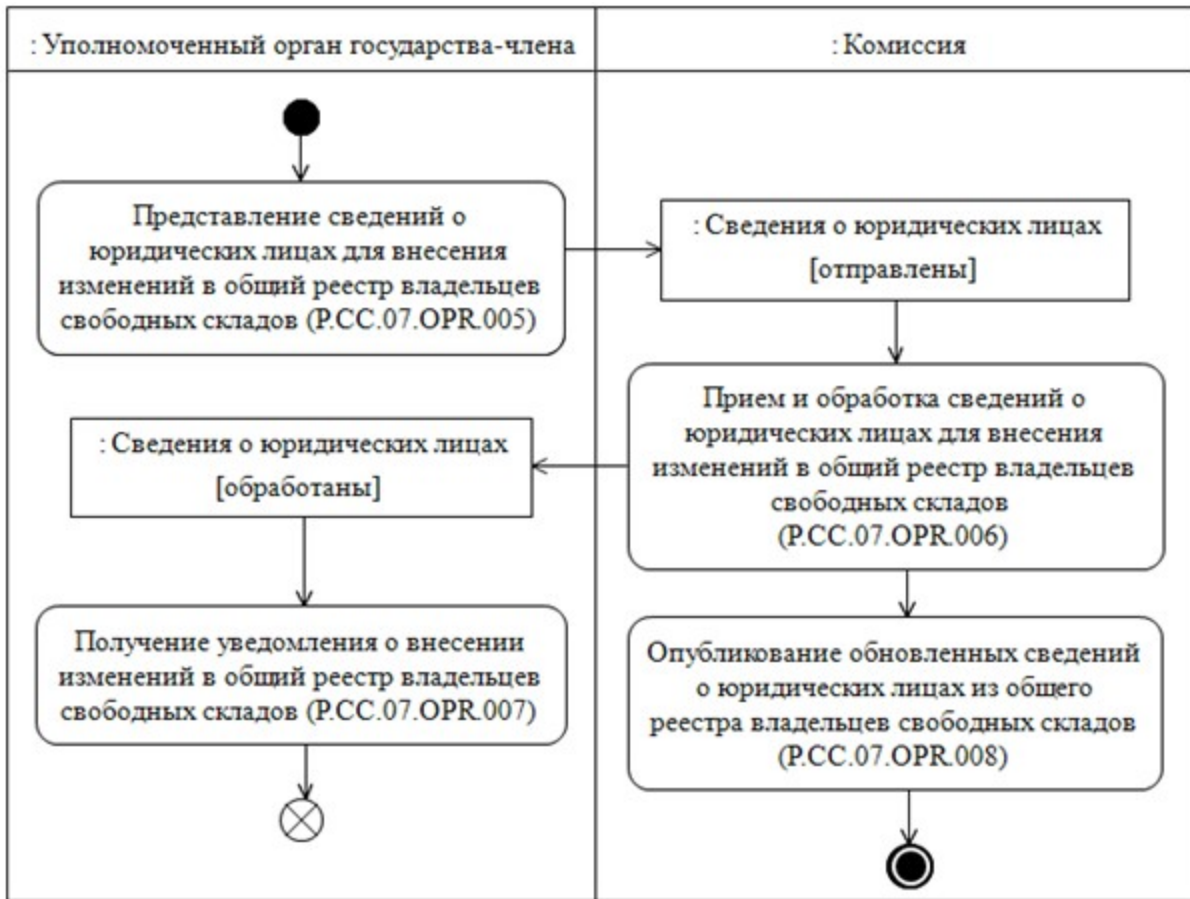 : Уполномоченный орган государства-члена
: Комиссия
Представление сведений о
юридических лицах для внесения
изменений в общий реестр владельцев
свободных складов (P.CC.07.OPR.005)
: Сведения о юридических лицах
[отправлены]
Прием и обработка сведений о
юридических лицах для внесения
изменений в общий реестр владельцев
свободных складов
(P.CC.07.OPR.006)
: Сведения о юридических лицах
[обработаны]
Получение уведомления о внесении
изменений в общий реестр владельцев
свободных складов (P.CC.07.OPR.007)
Опубликование обновленных сведений
о юридических лицах из общего
реестра владельцев свободных складов
(P.CC.07.OPR.008)